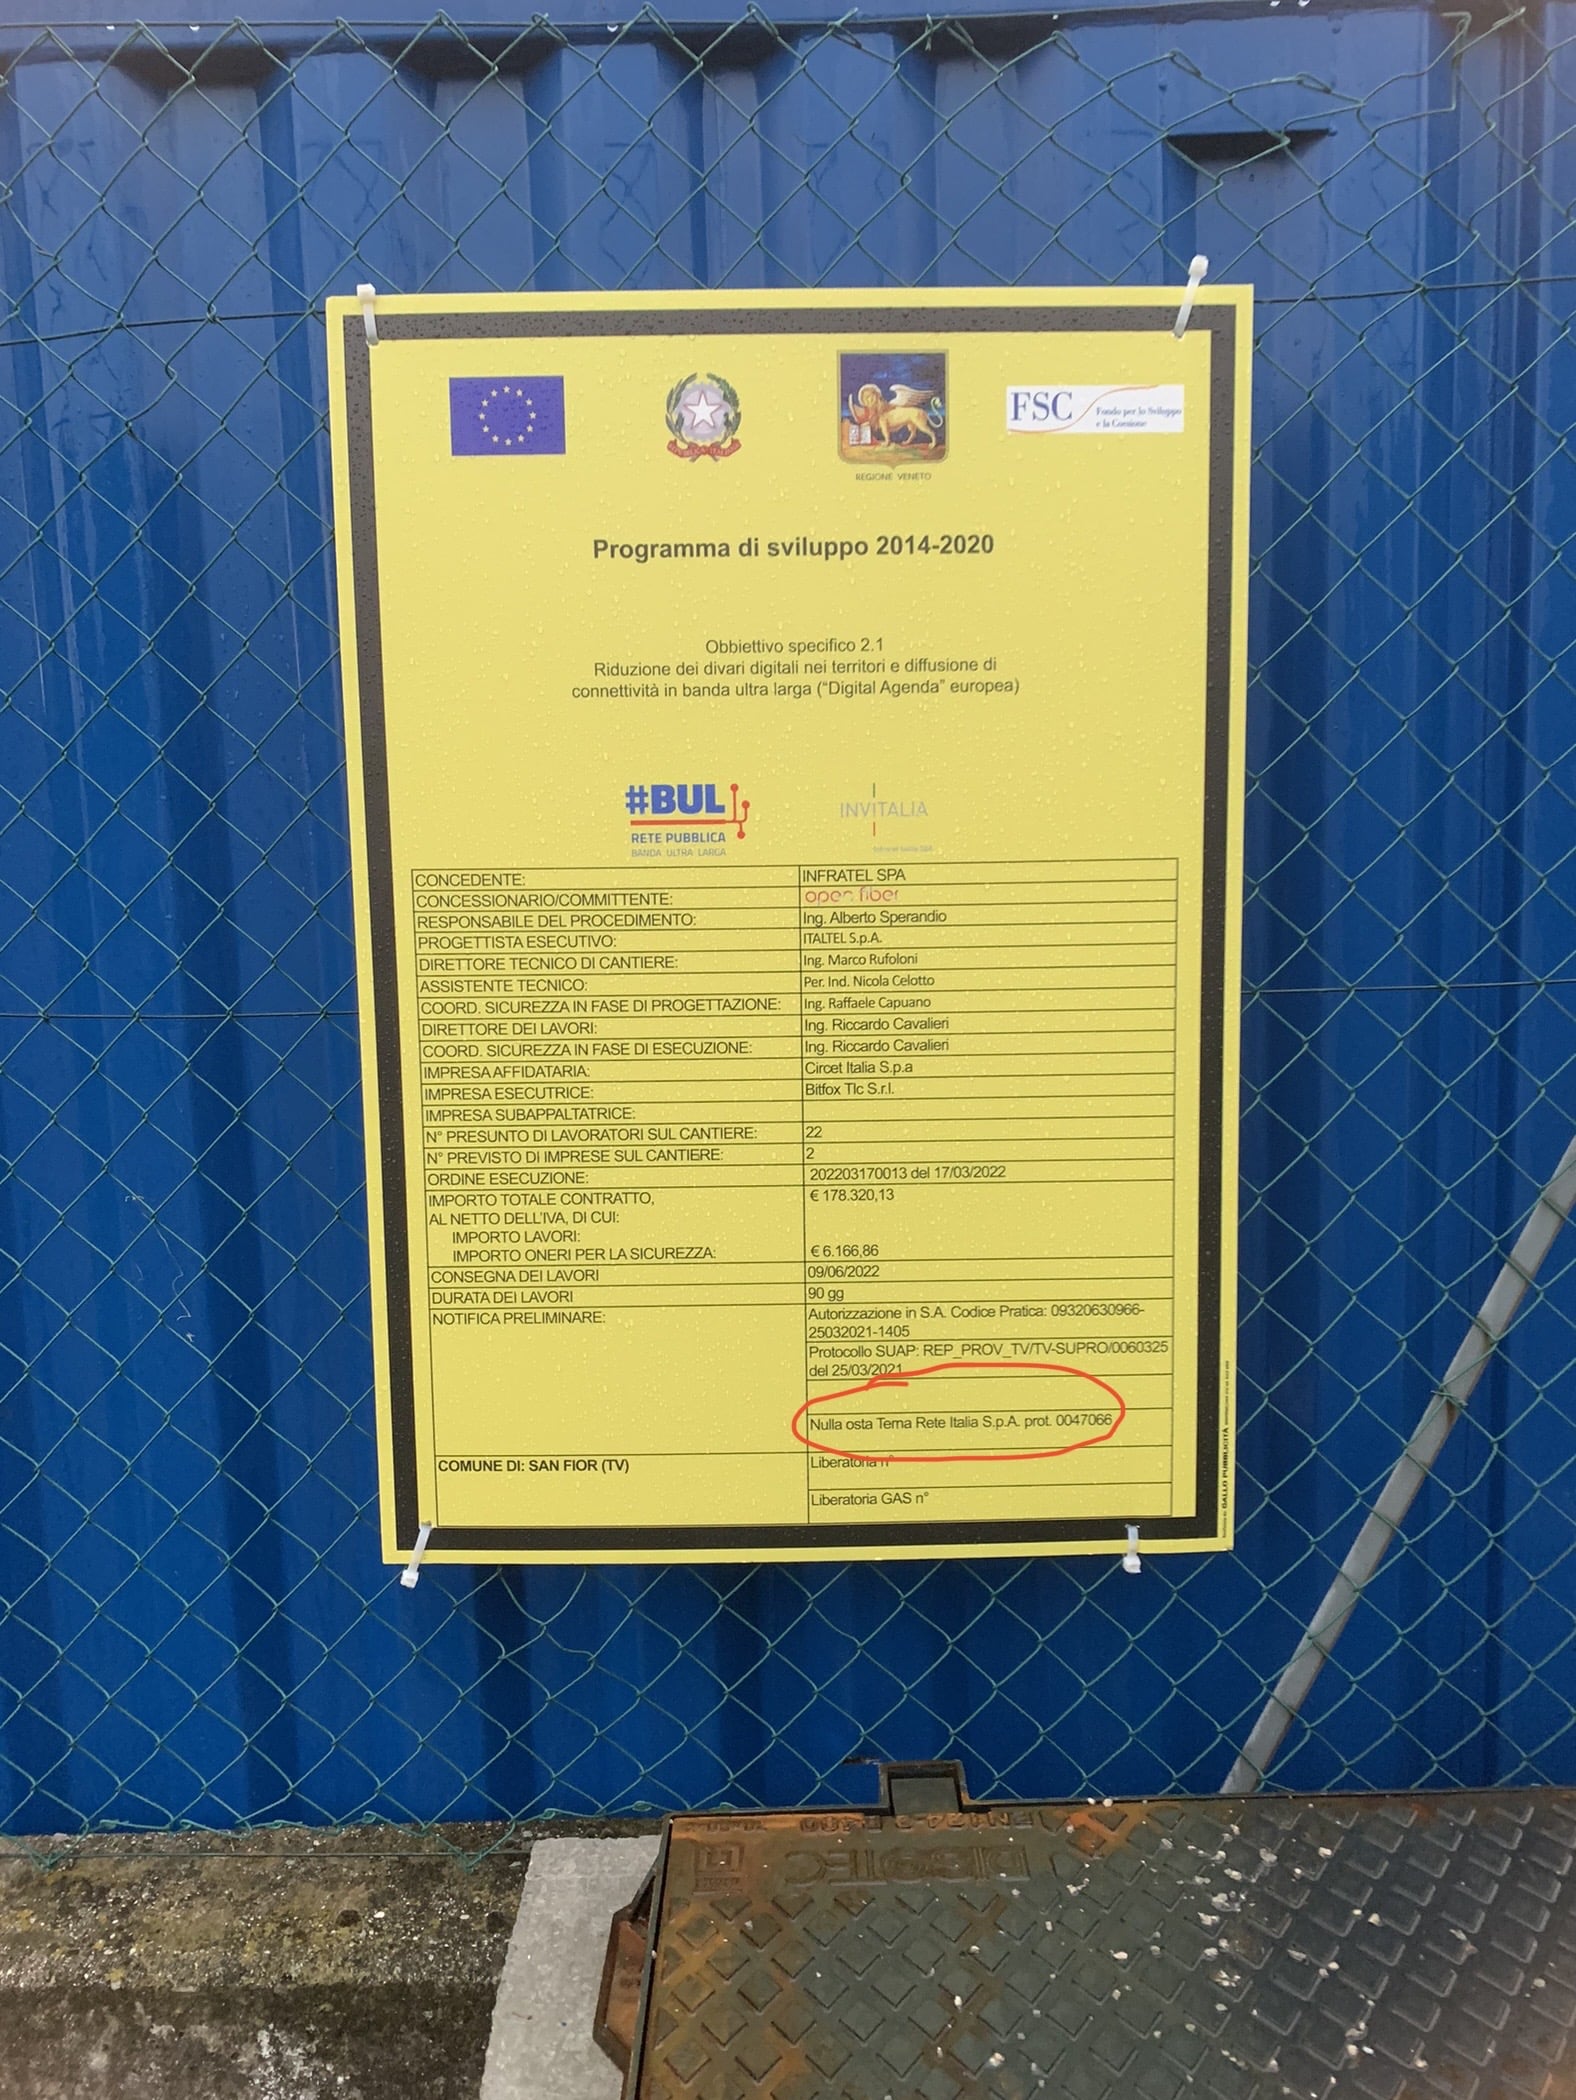 REGIONE VENETO
FSC
Fondo per lo Sviluppo
e la Coesione
Programma di sviluppo 2014-2020
Obbiettivo specifico 2.1
Riduzione dei divari digitali nei territori e diffusione di
connettività in banda ultra larga (“Digital Agenda” europea)
#BUL
RETE PUBBLICA
BANDA ULTRA LARGA
INVITALIA
CONCEDENTE: INFRATEL SPA
CONCESSIONARIO/COMMITTENTE: open fiber
RESPONSABILE DEL PROCEDIMENTO: Ing. Alberto Sperandio
PROGETTISTA ESECUTIVO: ITALTEL S.p.A.
DIRETTORE TECNICO DI CANTIERE: Ing. Marco Rufoloni
ASSISTENTE TECNICO: Per. Ind. Nicola Celotto
COORD. SICUREZZA IN FASE DI PROGETTAZIONE: Ing. Raffaele Capuano
DIRETTORE DEI LAVORI: Ing. Riccardo Cavalieri
COORD. SICUREZZA IN FASE DI ESECUZIONE: Ing. Riccardo Cavalieri
IMPRESA AFFIDATARIA: Circet Italia S.p.a
IMPRESA ESECUTRICE: Bitfox Tlc S.r.l.
IMPRESA SUBAPPALTATRICE:
N° PRESUNTO DI LAVORATORI SUL CANTIERE: 22
N° PREVISTO DI IMPRESE SUL CANTIERE: 2
ORDINE ESECUZIONE: 202203170013 del 17/03/2022
IMPORTO TOTALE CONTRATTO, € 178.320,13
AL NETTO DELL'IVA, DI CUI:
IMPORTO LAVORI:
IMPORTO ONERI PER LA SICUREZZA: € 6.166,86
CONSEGNA DEI LAVORI 09/06/2022
DURATA DEI LAVORI 90 gg
NOTIFICA PRELIMINARE: Autorizzazione in S.A. Codice Pratica: 09320630966-
25032021-1405
Protocollo SUAP: REP_PROV_TV/TV-SUPRO/0060325
del 25/03/2021
Nulla osta Terna Rete Italia S.p.A. prot. 0047066
COMUNE DI: SAN FIOR (TV) Liberatoria n°
Liberatoria GAS n°
GALLO PUBBLICITÀ